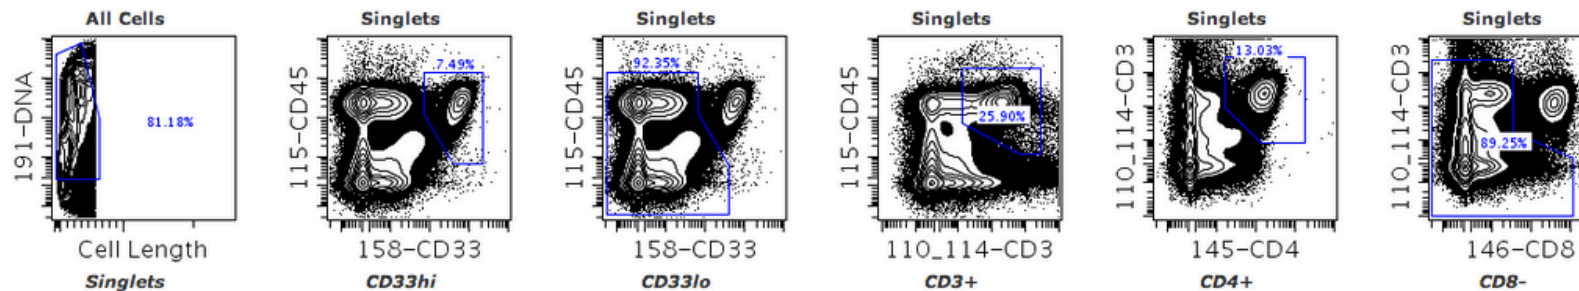 All Cells
191-DNA
81.18%
Cell Length
Singlets
Singlets
115-CD45
7.49%
158-CD33
CD33hi
Singlets
115-CD45
92.35%
158-CD33
CD33lo
Singlets
115-CD45
25.90%
110_114-CD3
CD3+
Singlets
110_114-CD3
13.03%
145-CD4
CD4+
Singlets
110_114-CD3
89.25%
146-CD8
CD8-